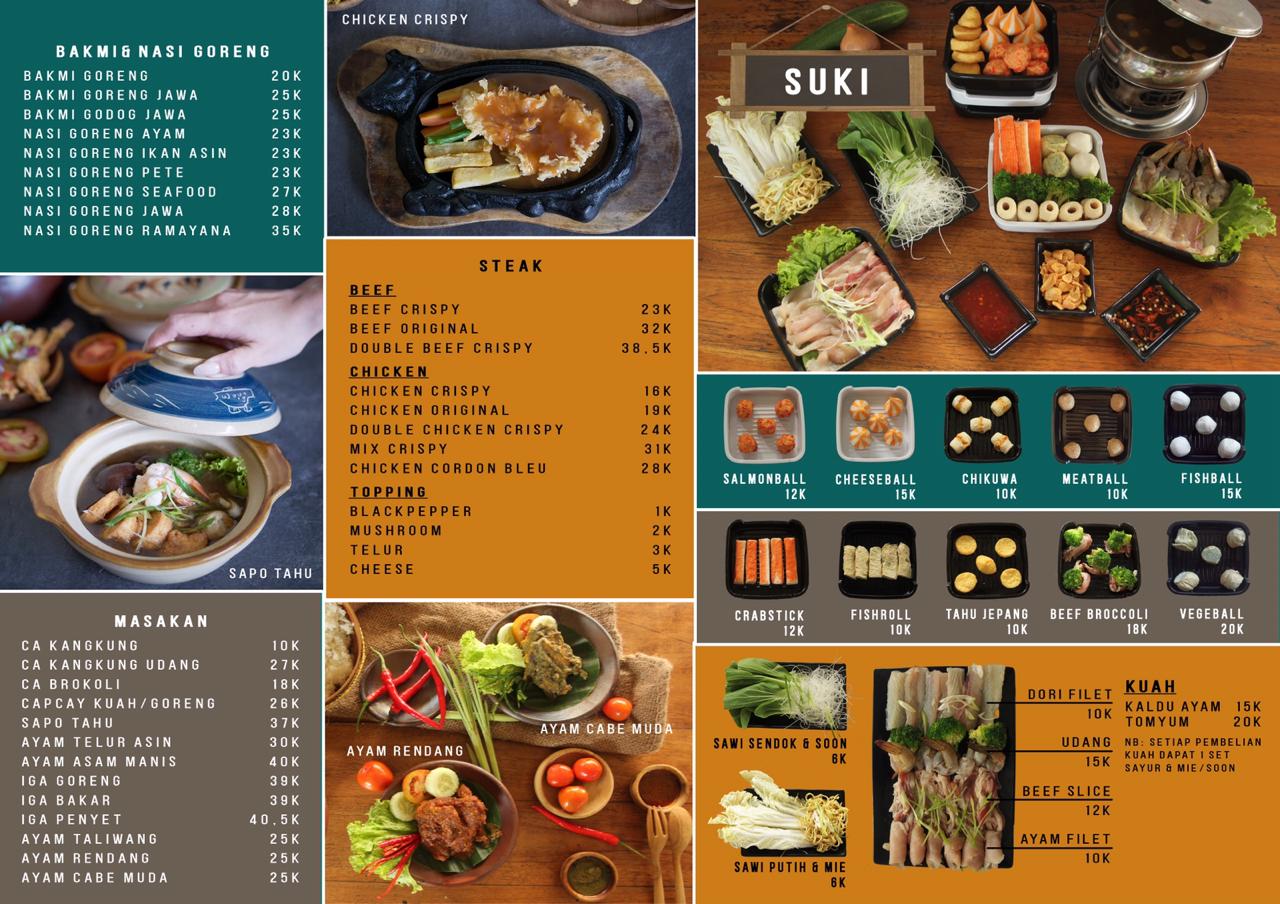 BAKMI& NASI GORENG
BAKMI GORENG 20K
BAKMI GORENG JAWA 25K
BAKMI GODOG JAWA 25K
NASI GORENG AYAM 23K
NASI GORENG IKAN ASIN 23K
NASI GORENG PETE 23K
NASI GORENG SEAFOOD 27K
NASI GORENG JAWA 28K
NASI GORENG RAMAYANA 35K
SAPO TAHU
MASAKAN
CA KANGKUNG 10K
CA KANGKUNG UDANG 27K
CA BROKOLI 18K
CAPCAY KUAH/GORENG 26K
SAPO TAHU 37K
AYAM TELUR ASIN 30K
AYAM ASAM MANIS 40K
IGA GORENG 39K
IGA BAKAR 39K
IGA PENYET 40,5K
AYAM TALIWANG 25K
AYAM RENDANG 25K
AYAM CABE MUDA 25K
CHICKEN CRISPY
STEAK
BEEF
BEEF CRISPY 23K
BEEF ORIGINAL 32K
DOUBLE BEEF CRISPY 38,5K
CHICKEN
CHICKEN CRISPY 16K
CHICKEN ORIGINAL 19K
DOUBLE CHICKEN CRISPY 24K
MIX CRISPY 31K
CHICKEN CORDON BLEU 28K
TOPPING
BLACKPEPPER 1K
MUSHROOM 2K
TELUR 3K
CHEESE 5K
AYAM CABE MUDA
AYAM RENDANG
SUKI
SALMONBALL
12K
CHEESEBALL
15K
CHIKUWA
10K
MEATBALL
10K
FISHBALL
15K
CRABSTICK
12K
FISHROLL
10K
TAHU JEPANG
10K
BEEF BROCCOLI
18K
VEGEBALL
20K
SAWI SENDOK & SOON
6K
SAWI PUTIH & MIE
6K
DORI FILET
10K
UDANG
15K
BEEF SLICE
12K
AYAM FILET
10K
KUAH
KALDU AYAM 15K
TOMYUM 20K
NB: SETIAP PEMBELIAN
KUAH DAPAT 1 SET
SAYUR & MIE/SOON